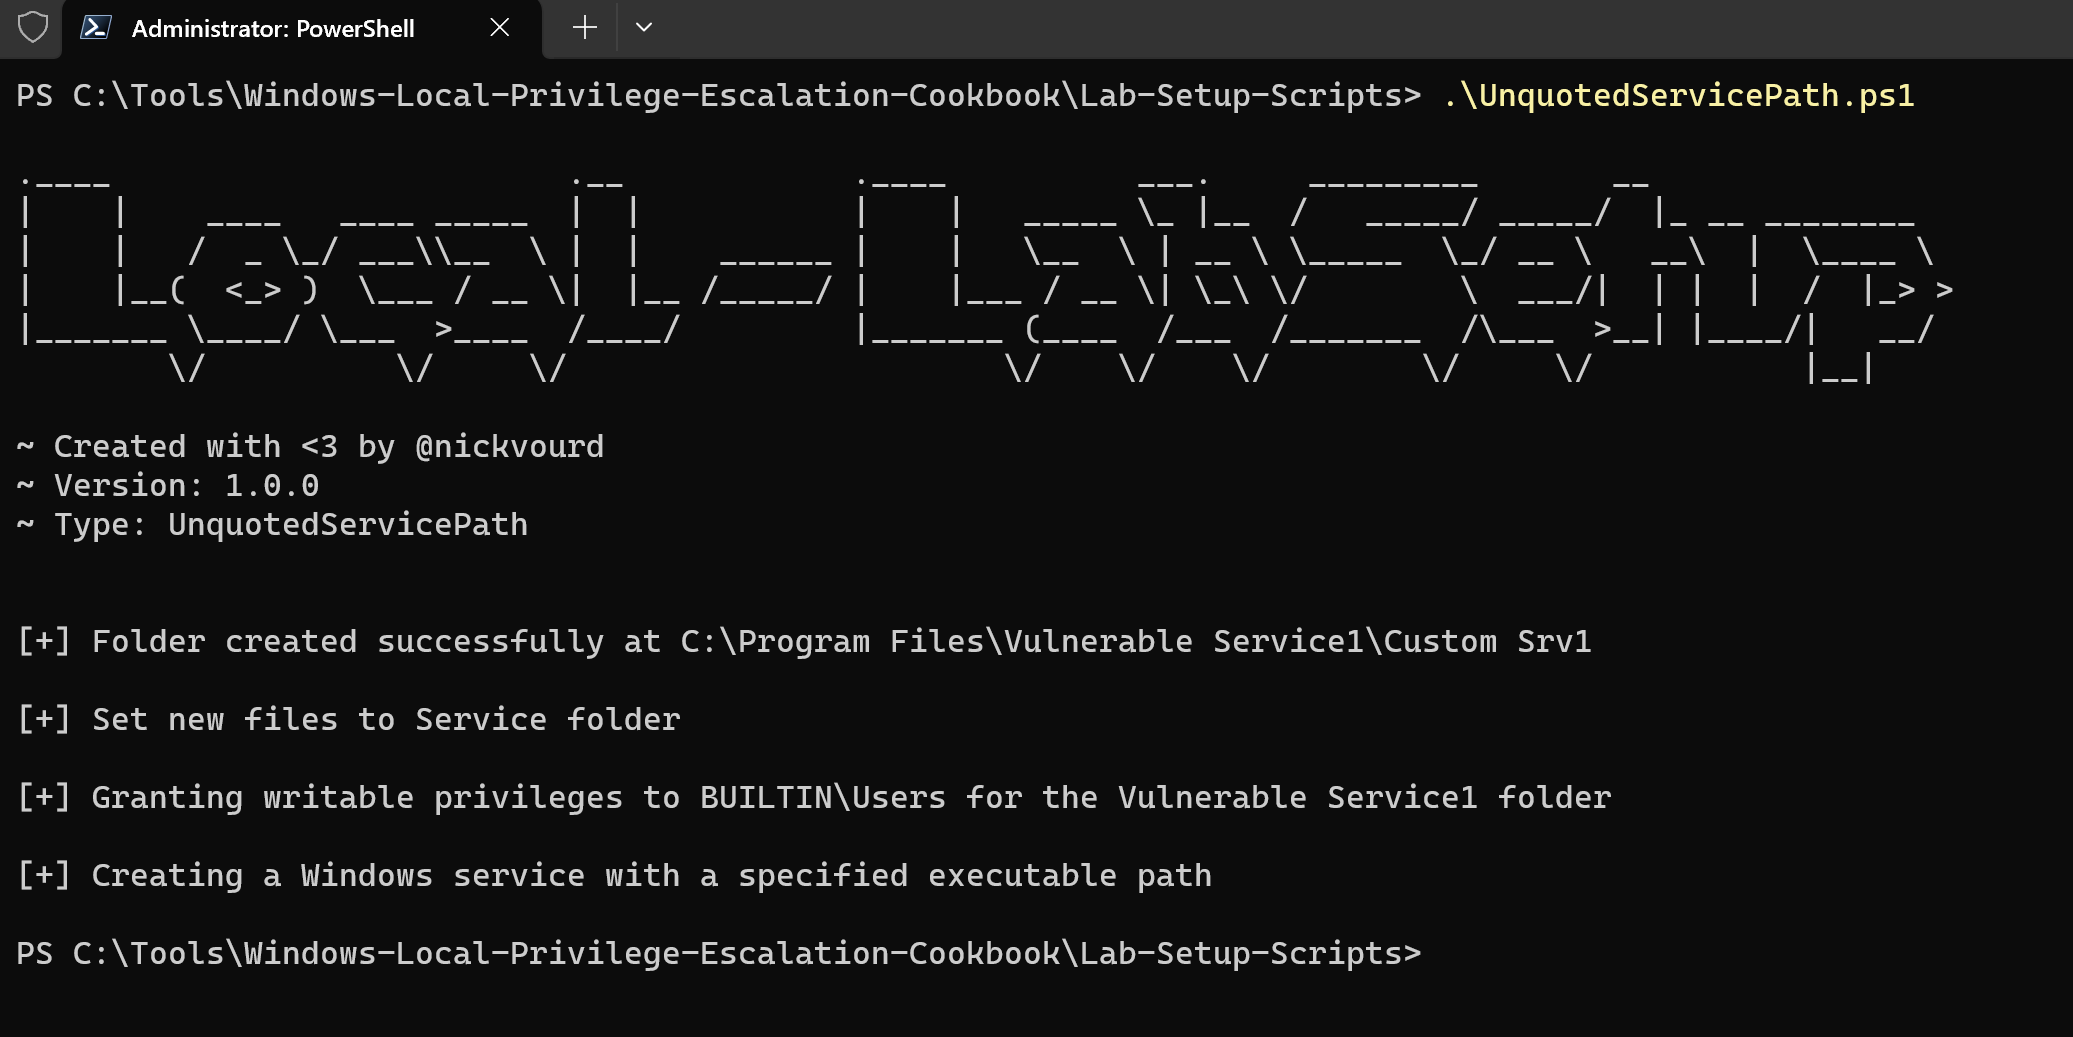 Administrator: PowerShell
PS C:\Tools\Windows-Local-Privilege-Escalation-Cookbook\Lab-Setup-Scripts> .\UnquotedServicePath.ps1
Local-LabSetup
~ Created with <3 by @nickvourd
~ Version: 1.0.0
~ Type: UnquotedServicePath
[+] Folder created successfully at C:\Program Files\Vulnerable Service1\Custom Srv1
[+] Set new files to Service folder
[+] Granting writable privileges to BUILTIN\Users for the Vulnerable Service1 folder
[+] Creating a Windows service with a specified executable path
PS C:\Tools\Windows-Local-Privilege-Escalation-Cookbook\Lab-Setup-Scripts>